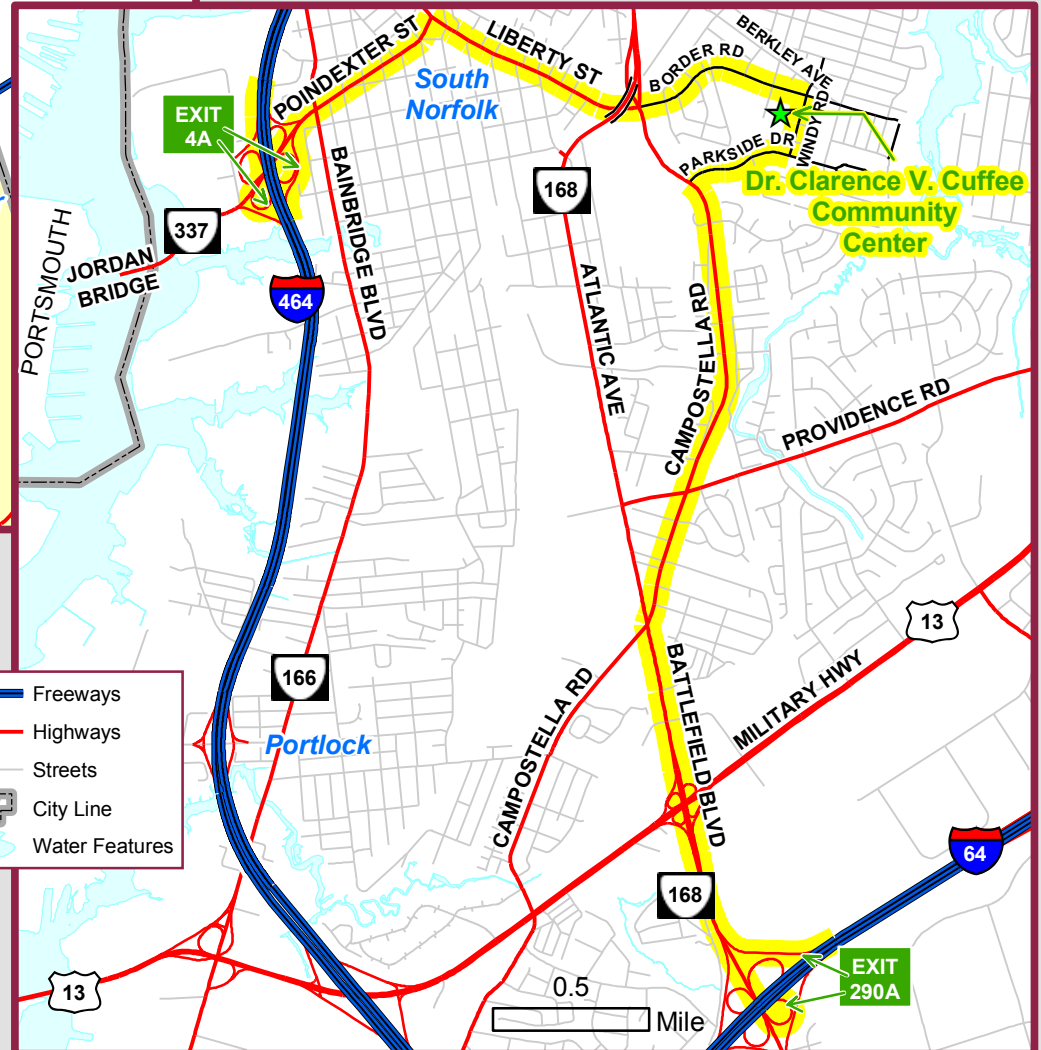 POINDEXTER ST
LIBERTY ST
BERKLEY AVE
BORDER RD
South
Norfolk
EXIT
4A
WINDY RD
PARKSIDE DR
Dr. Clarence V. Cuffee
Community
Center
168
337
PORTSMOUTH
JORDAN
BRIDGE
BAINBRIDGE BLVD
464
ATLANTIC AVE
CAMPOSTELLA RD
PROVIDENCE RD
13
166
BATTLEFIELD BLVD
MILITARY HWY
CAMPOSTELLA RD
Portlock
Freeways
Highways
Streets
City Line
Water Features
64
168
13
EXIT
290A
0.5
Mile